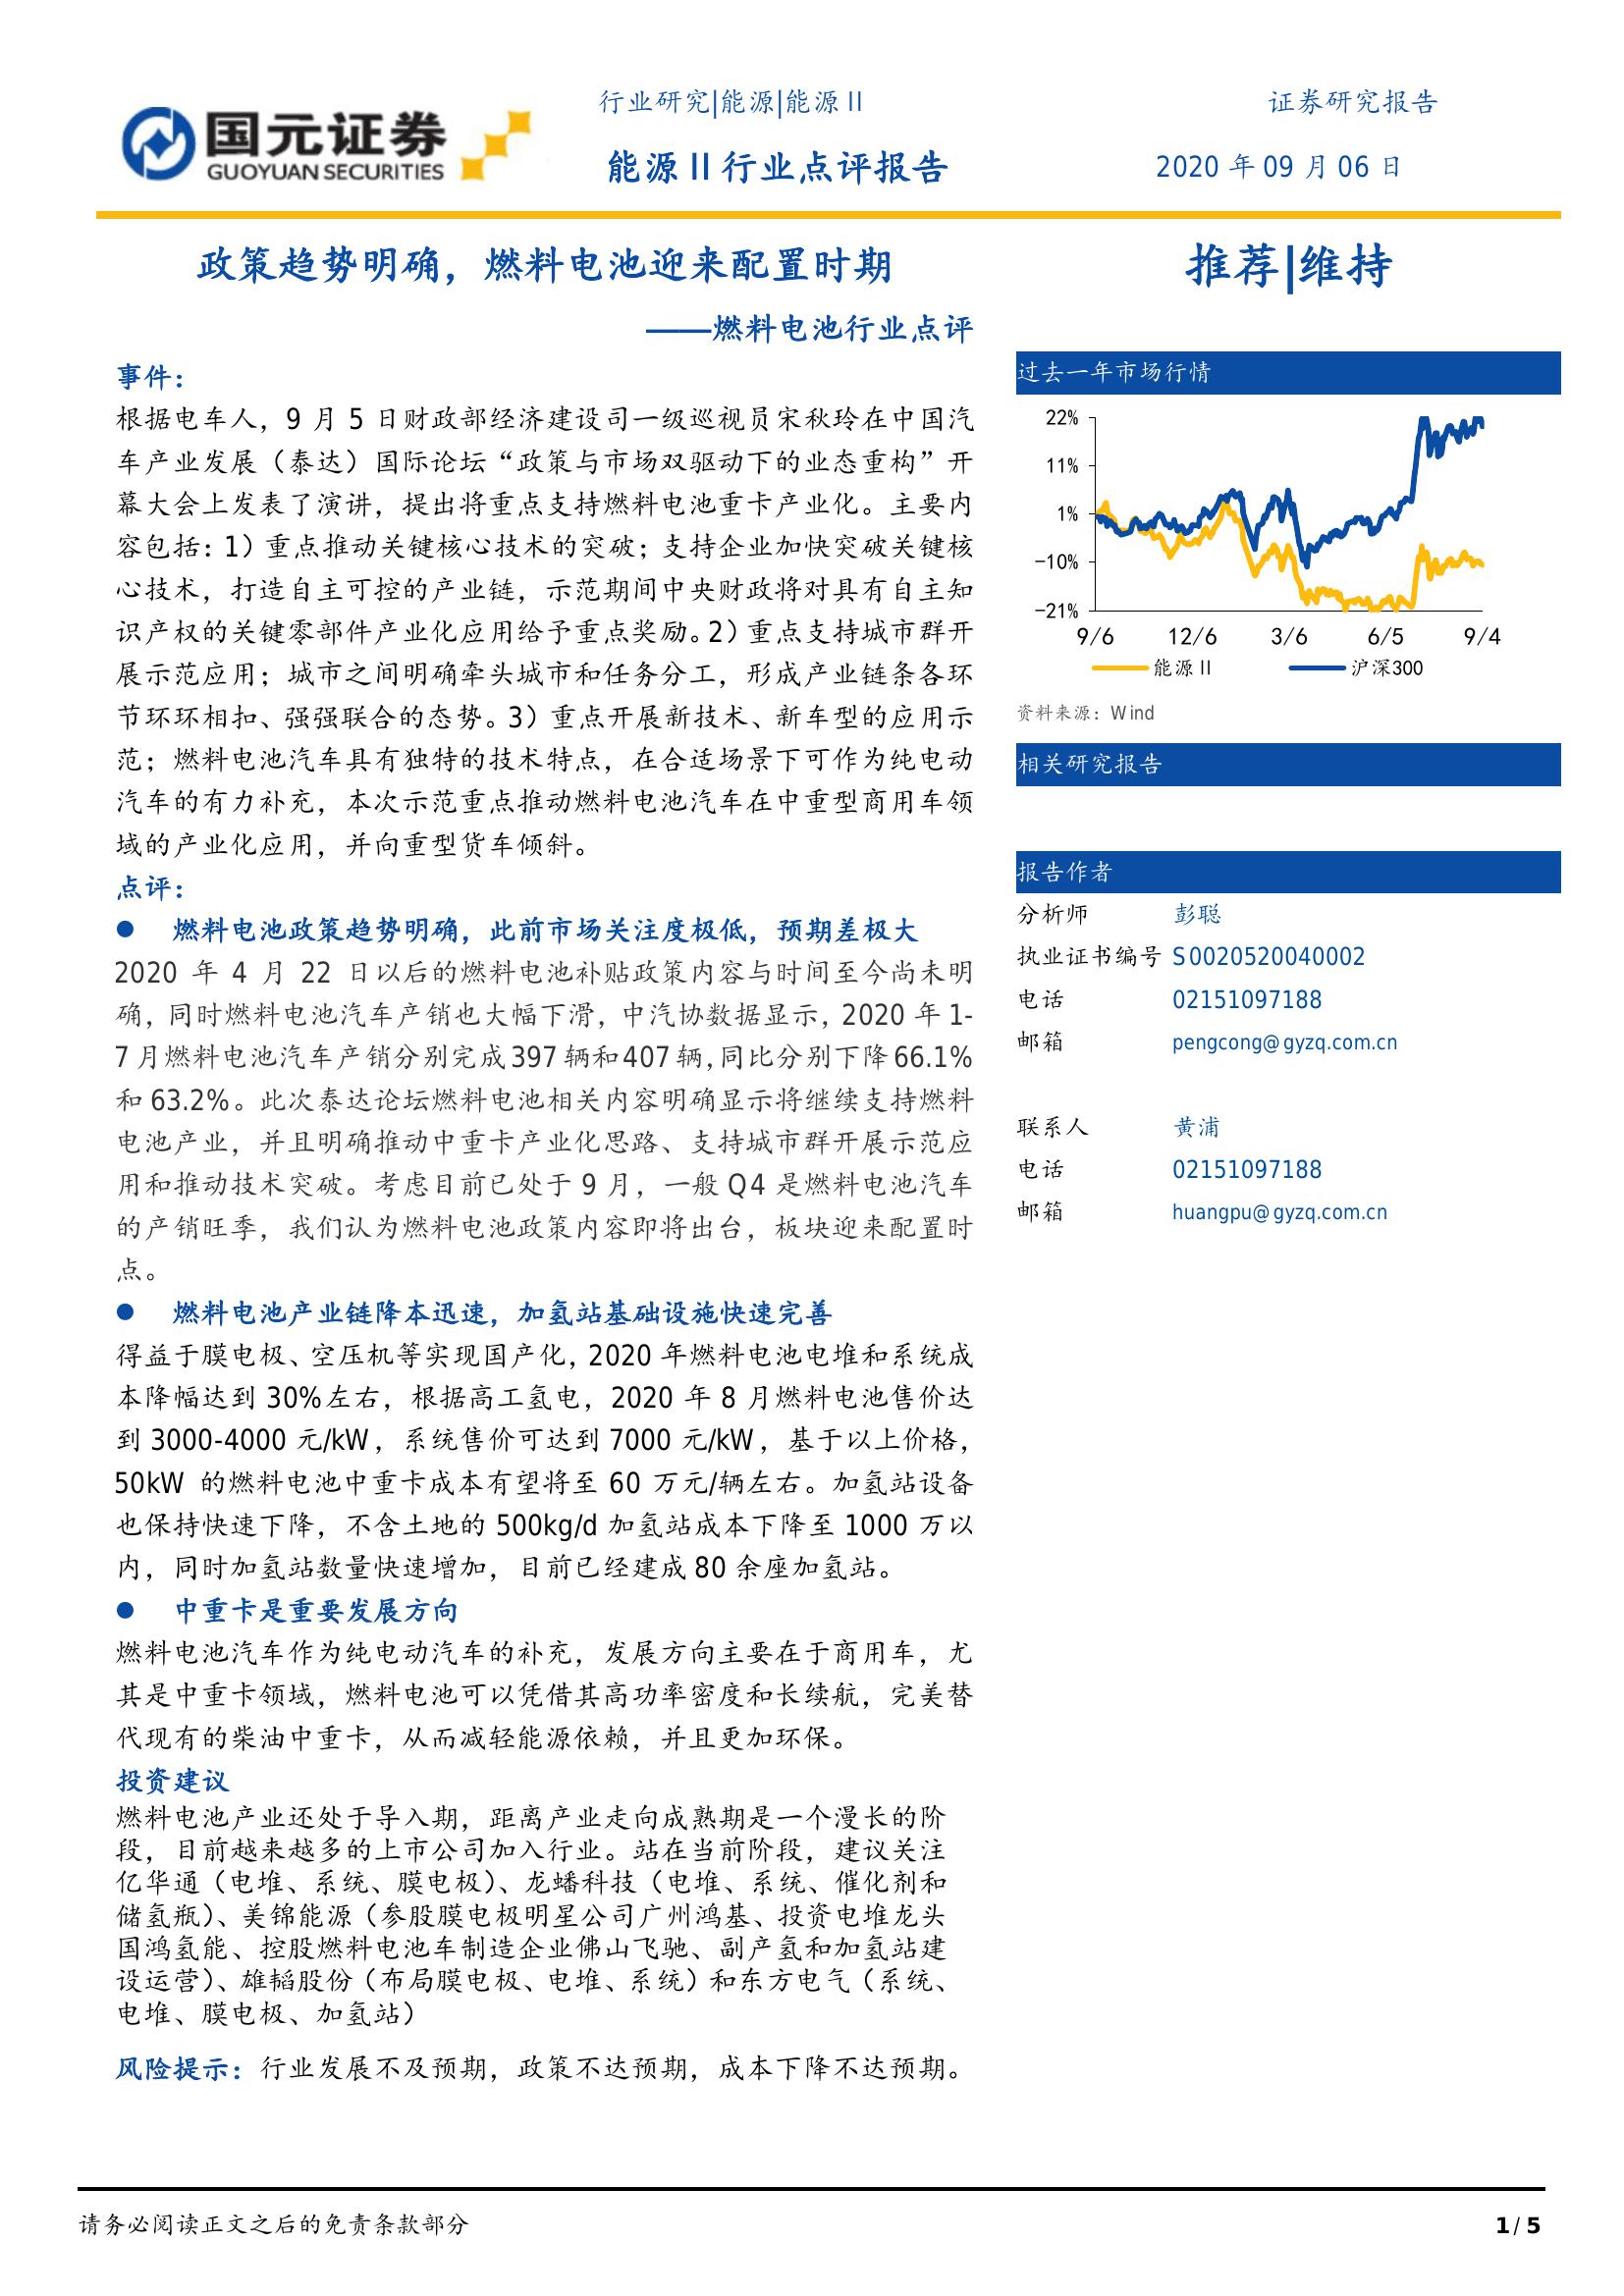 国元证券
GUOYUAN SECURITIES
行业研究|能源|能源Ⅱ
证券研究报告
能源Ⅱ行业点评报告
2020 年 09 月 06 日
政策趋势明确，燃料电池迎来配置时期
——燃料电池行业点评
事件：
根据电车人，9 月 5 日财政部经济建设司一级巡视员宋秋玲在中国汽
车产业发展（泰达）国际论坛“政策与市场双驱动下的业态重构”开
幕大会上发表了演讲，提出将重点支持燃料电池重卡产业化。主要内
容包括：1）重点推动关键核心技术的突破；支持企业加快突破关键核
心技术，打造自主可控的产业链，示范期间中央财政将对具有自主知
识产权的关键零部件产业化应用给予重点奖励。2）重点支持城市群开
展示范应用；城市之间明确牵头城市和任务分工，形成产业链条各环
节环环相扣、强强联合的态势。3）重点开展新技术、新车型的应用示
范；燃料电池汽车具有独特的技术特点，在合适场景下可作为纯电动
汽车的有力补充，本次示范重点推动燃料电池汽车在中重型商用车领
域的产业化应用，并向重型货车倾斜。
点评：
● 燃料电池政策趋势明确，此前市场关注度极低，预期差极大
2020 年 4 月 22 日以后的燃料电池补贴政策内容与时间至今尚未明
确，同时燃料电池汽车产销也大幅下滑，中汽协数据显示，2020 年 1-
7 月燃料电池汽车产销分别完成 397 辆和 407 辆，同比分别下降 66.1%
和 63.2%。此次泰达论坛燃料电池相关内容明确显示将继续支持燃料
电池产业，并且明确推动中重卡产业化思路、支持城市群开展示范应
用和推动技术突破。考虑目前已处于 9 月，一般 Q4 是燃料电池汽车
的产销旺季，我们认为燃料电池政策内容即将出台，板块迎来配置时
点。
● 燃料电池产业链降本迅速，加氢站基础设施快速完善
得益于膜电极、空压机等实现国产化，2020 年燃料电池电堆和系统成
本降幅达到 30%左右，根据高工氢电，2020 年 8 月燃料电池售价达
到 3000-4000 元/kW，系统售价可达到 7000 元/kW，基于以上价格，
50kW 的燃料电池中重卡成本有望将至 60 万元/辆左右。加氢站设备
也保持快速下降，不含土地的 500kg/d 加氢站成本下降至 1000 万以
内，同时加氢站数量快速增加，目前已经建成 80 余座加氢站。
● 中重卡是重要发展方向
燃料电池汽车作为纯电动汽车的补充，发展方向主要在于商用车，尤
其是中重卡领域，燃料电池可以凭借其高功率密度和长续航，完美替
代现有的柴油中重卡，从而减轻能源依赖，并且更加环保。
投资建议
燃料电池产业还处于导入期，距离产业走向成熟期是一个漫长的阶
段，目前越来越多的上市公司加入行业。站在当前阶段，建议关注
亿华通（电堆、系统、膜电极）、龙蟠科技（电堆、系统、催化剂和
储氢瓶）、美锦能源（参股膜电极明星公司广州鸿基、投资电堆龙头
国鸿氢能、控股燃料电池车制造企业佛山飞驰、副产氢和加氢站建
设运营）、雄韬股份（布局膜电极、电堆、系统）和东方电气（系统、
电堆、膜电极、加氢站）
风险提示：行业发展不及预期，政策不达预期，成本下降不达预期。
推荐|维持
过去一年市场行情
22%
11%
1%
-10%
-21%
9/6 12/6 3/6 6/5 9/4
能源Ⅱ 沪深300
资料来源：Wind
相关研究报告
报告作者
分析师 彭聪
执业证书编号 S0020520040002
电话 02151097188
邮箱 pengcong@gyzq.com.cn
联系人 黄浦
电话 02151097188
邮箱 huangpu@gyzq.com.cn
请务必阅读正文之后的免责条款部分
1 / 5